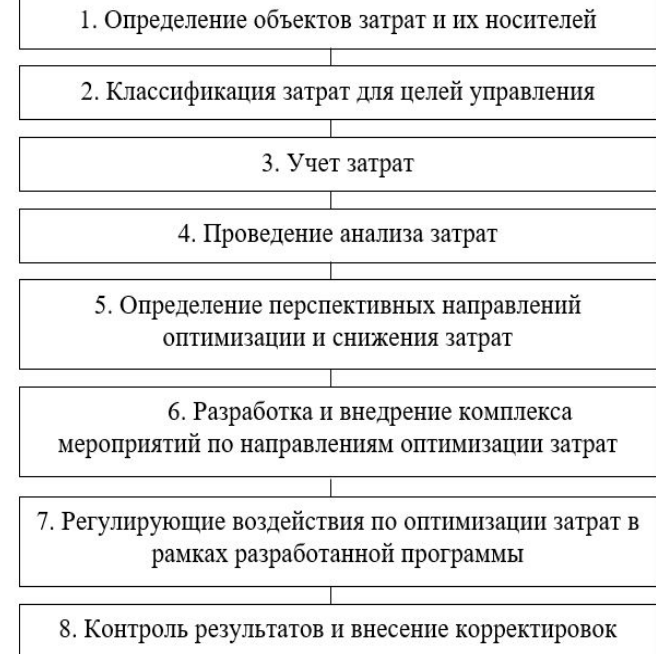 1. Определение объектов затрат и их носителей
2. Классификация затрат для целей управления
3. Учет затрат
4. Проведение анализа затрат
5. Определение перспективных направлений
оптимизации и снижения затрат
6. Разработка и внедрение комплекса
мероприятий по направлениям оптимизации затрат
7. Регулирующие воздействия по оптимизации затрат в
рамках разработанной программы
8. Контроль результатов и внесение корректировок